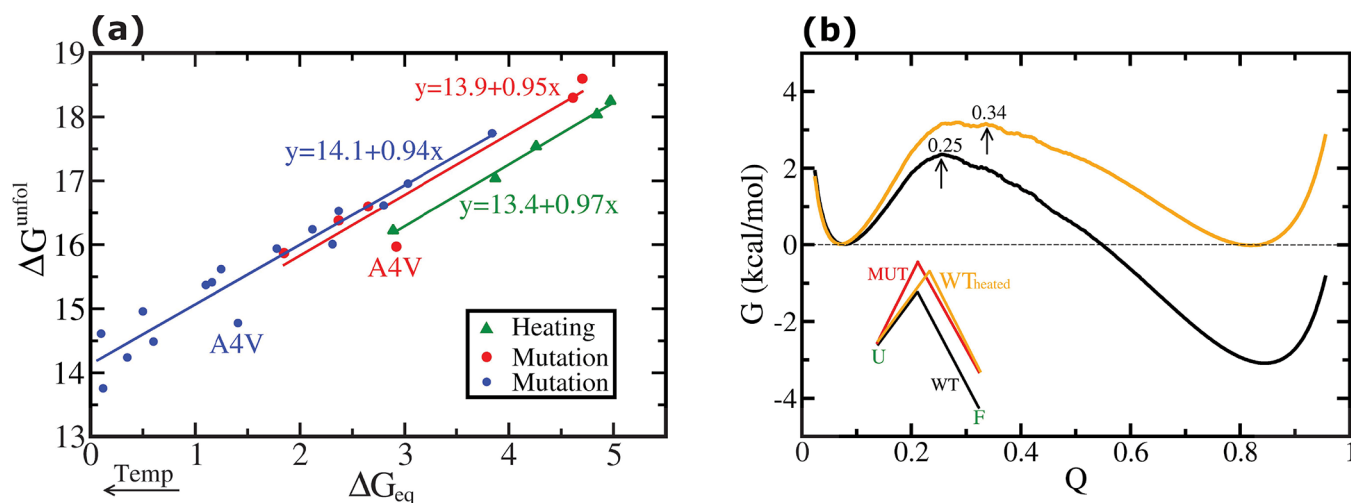 (a)
19
18
17
16
15
14
13
ΔG^unfol
y=13.9+0.95x
y=14.1+0.94x
y=13.4+0.97x
A4V
A4V
Heating
Mutation
Mutation
0
1
2
3
4
5
Temp
ΔG_eq
(b)
4
2
0
-2
-4
G (kcal/mol)
0.34
0.25
MUT
WT_heated
U
WT
F
0
0.2
0.4
0.6
0.8
1
Q